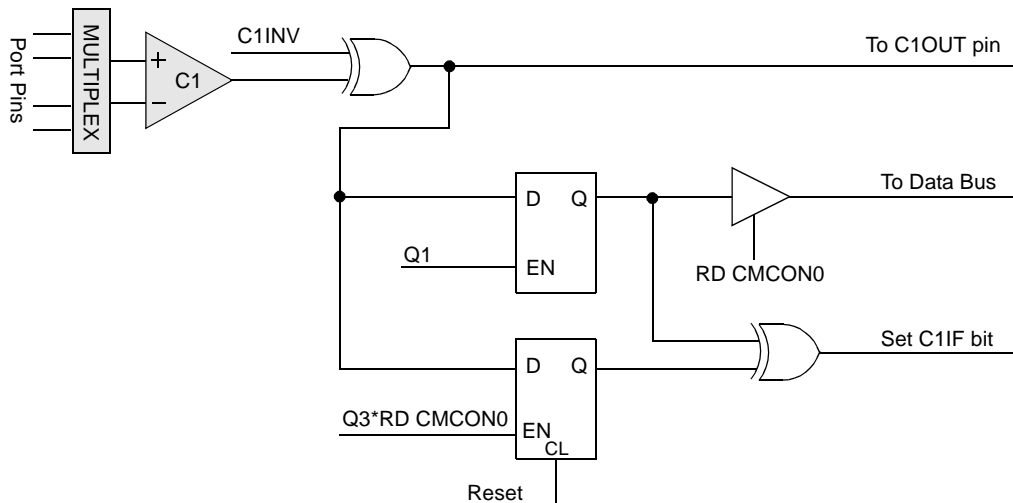 Port Pins
MULTIPLEX
+
−
C1
C1INV
To C1OUT pin
D
Q
Q1
EN
To Data Bus
RD CMCON0
D
Q
Q3*RD CMCON0
EN
CL
Reset
Set C1IF bit